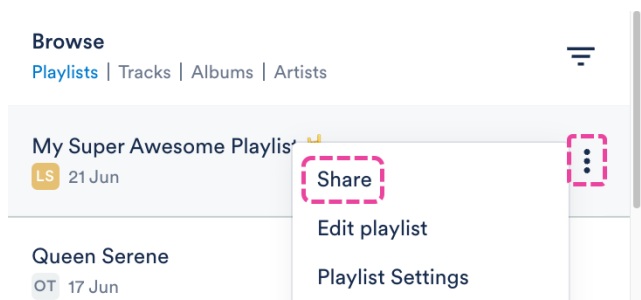 Browse
Playlists | Tracks | Albums | Artists
My Super Awesome Playlist
LS 21 Jun
Share
Edit playlist
Queen Serene
Playlist Settings
OT 17 Jun